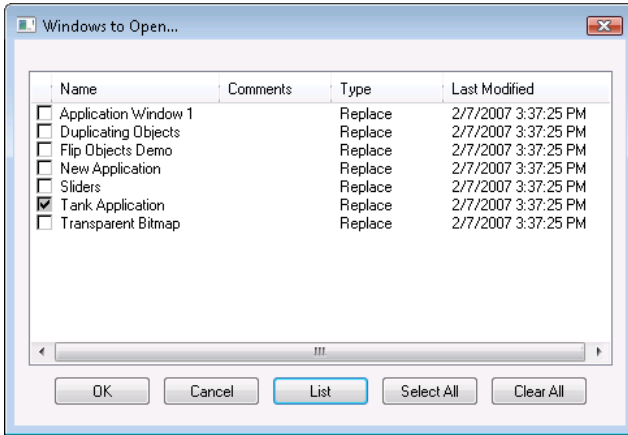 Windows to Open...
Name Comments Type Last Modified
Application Window 1 Replace 2/7/2007 3:37:25 PM
Duplicating Objects Replace 2/7/2007 3:37:25 PM
Flip Objects Demo Replace 2/7/2007 3:37:25 PM
New Application Replace 2/7/2007 3:37:25 PM
Sliders Replace 2/7/2007 3:37:25 PM
Tank Application Replace 2/7/2007 3:37:25 PM
Transparent Bitmap Replace 2/7/2007 3:37:25 PM
OK Cancel List Select All Clear All